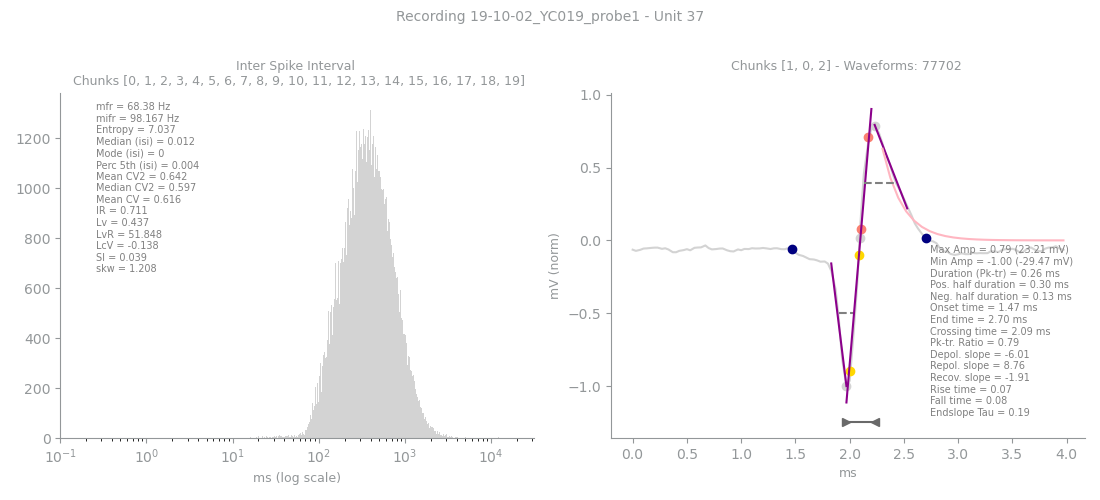 Recording 19-10-02_YC019_probe1 - Unit 37
Inter Spike Interval
Chunks [0, 1, 2, 3, 4, 5, 6, 7, 8, 9, 10, 11, 12, 13, 14, 15, 16, 17, 18, 19]
mfr = 68.38 Hz
mifr = 98.167 Hz
Entropy = 7.037
Median (isi) = 0.012
Mode (isi) = 0
Perc 5th (isi) = 0.004
Mean CV2 = 0.642
Median CV2 = 0.597
Mean CV = 0.616
IR = 0.711
Lv = 0.437
LvR = 51.848
LcV = -0.138
SI = 0.039
skw = 1.208
1200
1000
800
600
400
200
0
10⁻¹ 10⁰ 10¹ 10² 10³ 10⁴
ms (log scale)
Chunks [1, 0, 2] - Waveforms: 77702
1.0
0.5
0.0
−0.5
−1.0
mV (norm)
Max Amp = 0.79 (23.21 mV)
Min Amp = -1.00 (-29.47 mV)
Duration (Pk-tr) = 0.26 ms
Pos. half duration = 0.30 ms
Neg. half duration = 0.13 ms
Onset time = 1.47 ms
End time = 2.70 ms
Crossing time = 2.09 ms
Pk-tr. Ratio = 0.79
Depol. slope = -6.01
Repol. slope = 8.76
Recov. slope = -1.91
Rise time = 0.07
Fall time = 0.08
Endslope Tau = 0.19
0.0 0.5 1.0 1.5 2.0 2.5 3.0 3.5 4.0
ms